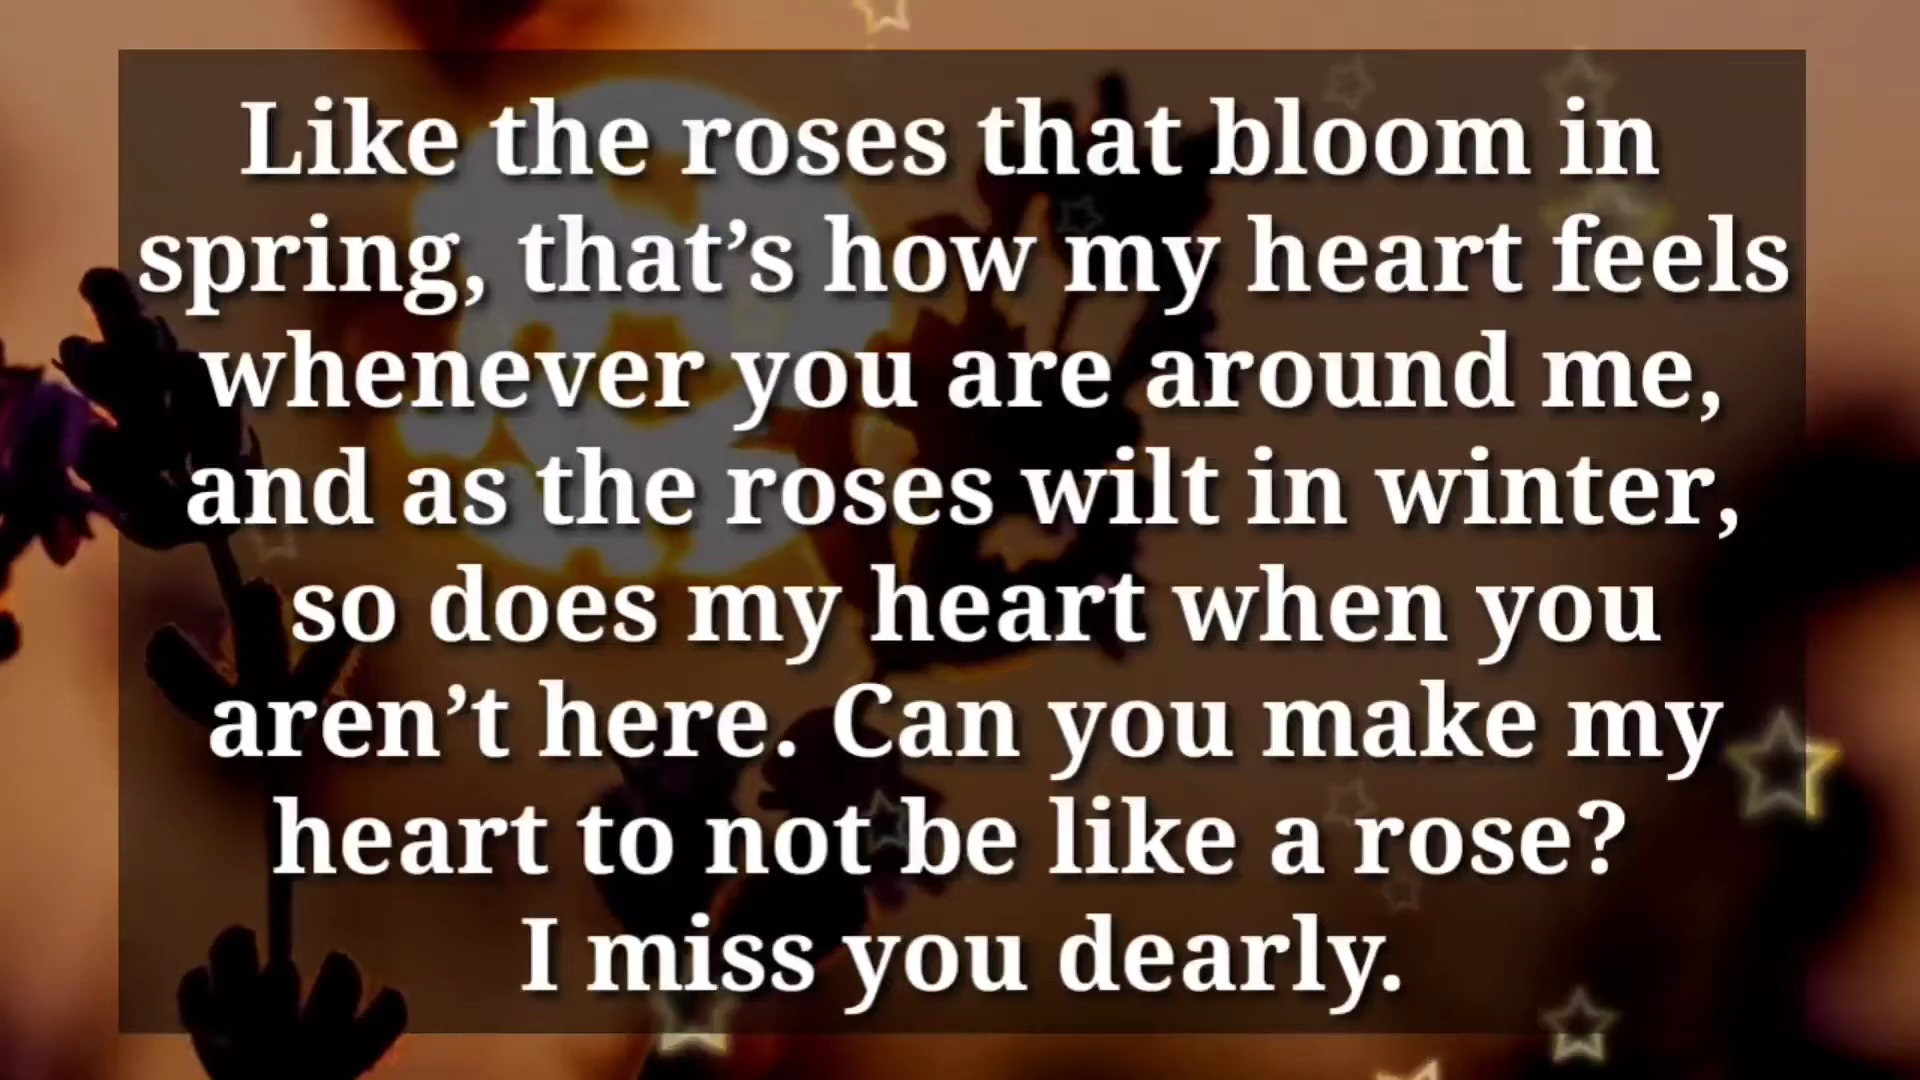 Like the roses that bloom in
spring, that’s how my heart feels
whenever you are around me,
and as the roses wilt in winter,
so does my heart when you
aren’t here. Can you make my
heart to not be like a rose?
I miss you dearly.